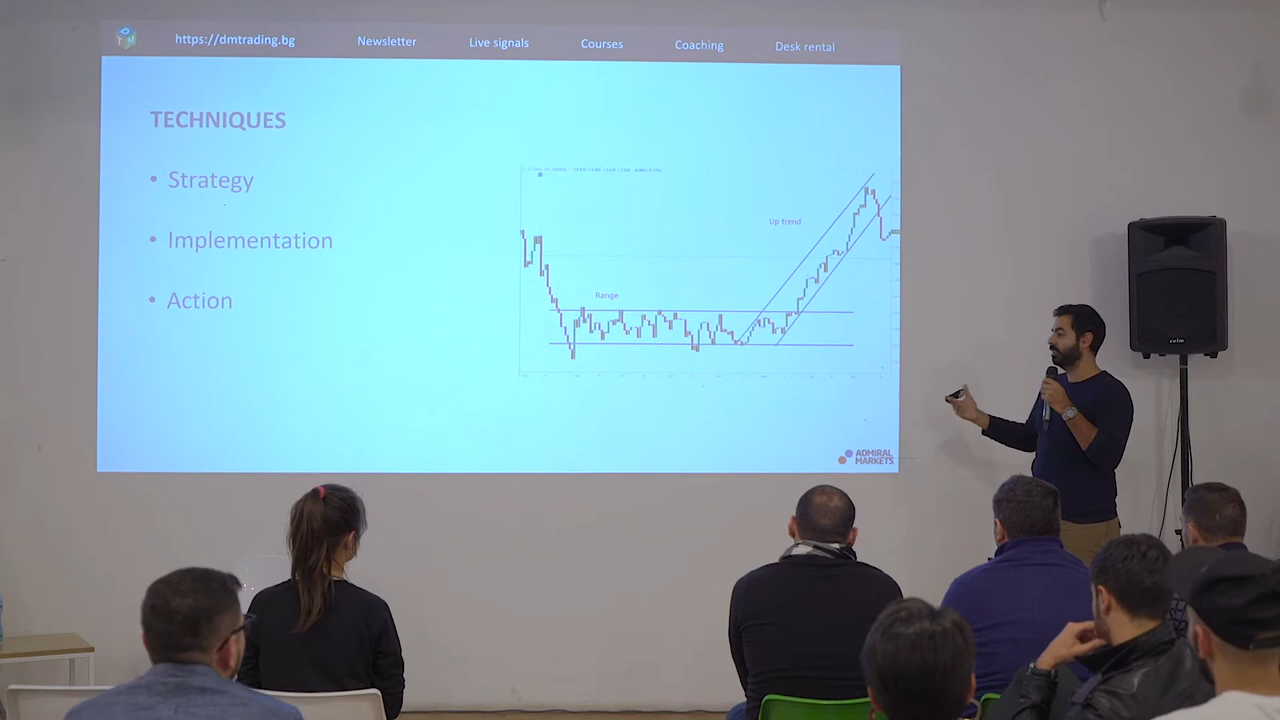 https://dmtrading.bg Newsletter Live signals Courses Coaching Desk rental
TECHNIQUES
• Strategy
• Implementation
• Action
Up trend
Range
ADMIRAL
MARKETS